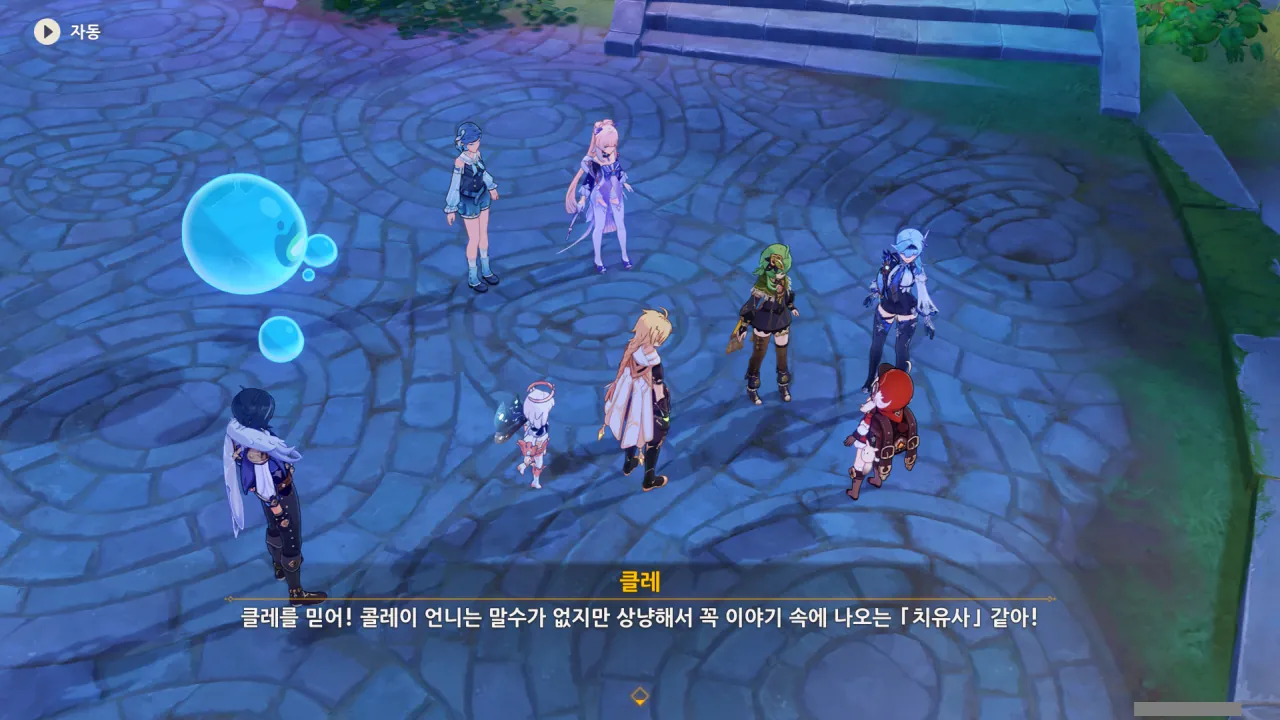 자동
클레
클레를 믿어! 콜레이 언니는 말수가 없지만 상냥해서 꼭 이야기 속에 나오는 「치유사」 같아!